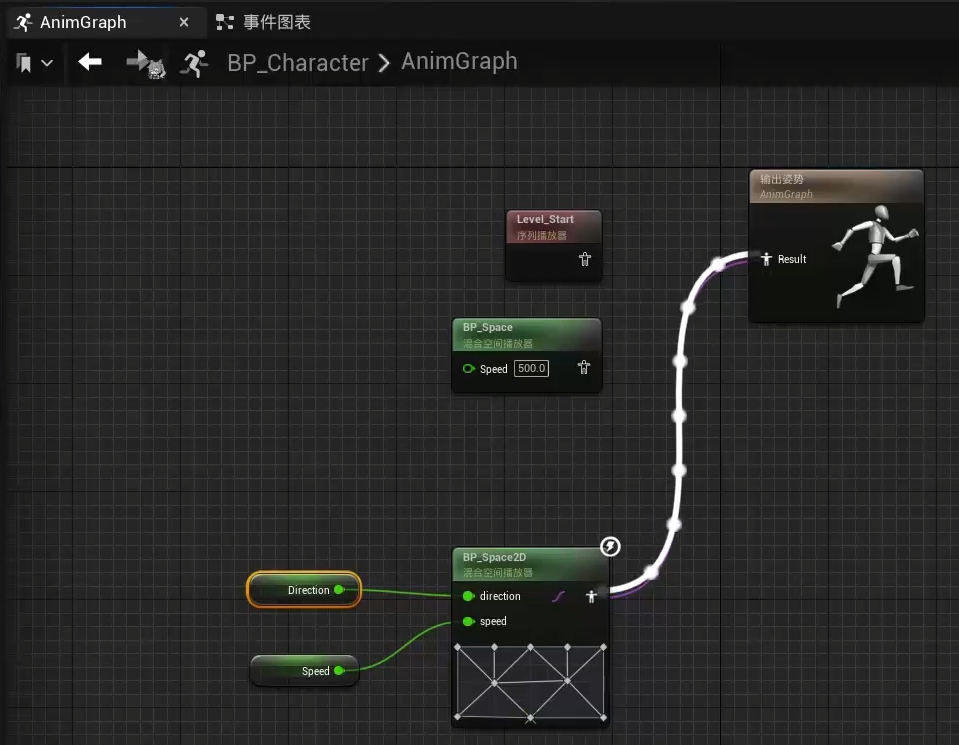 AnimGraph
事件图表
BP_Character
AnimGraph
输出姿势
AnimGraph
Result
Level_Start
序列播放器
BP_Space
混合空间播放器
Speed 500.0
BP_Space2D
混合空间播放器
Direction
direction
speed
Speed